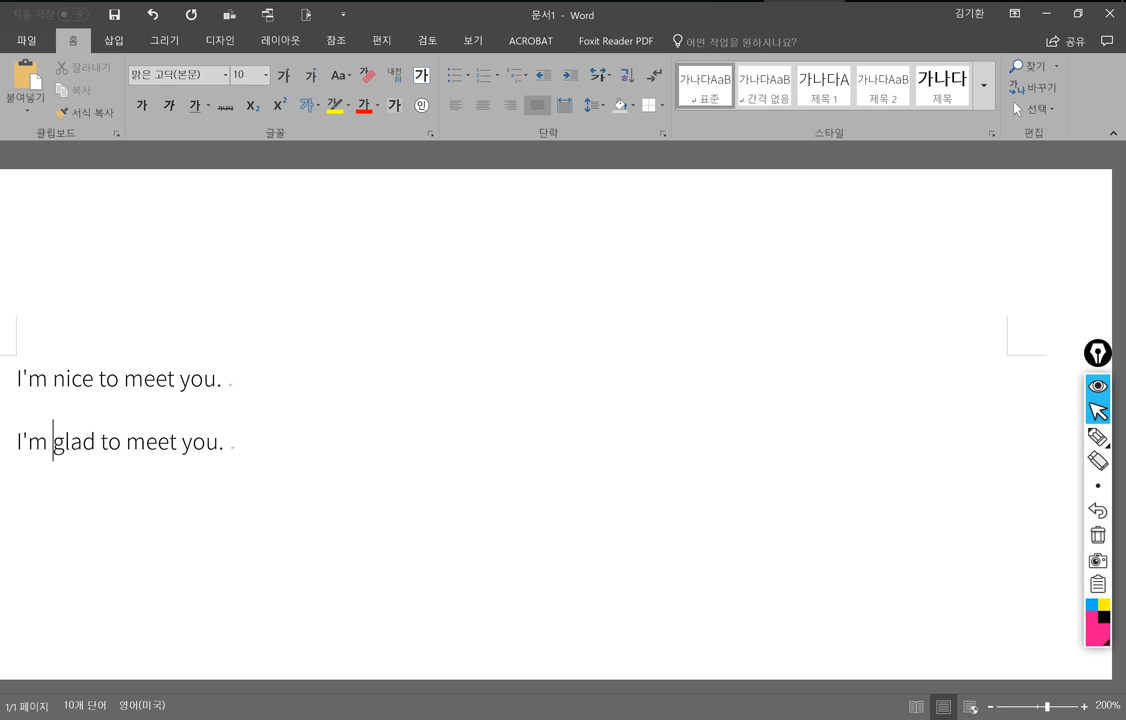 자동 저장
문서1 - Word
김기환
파일 홈 삽입 그리기 디자인 레이아웃 참조 편지 검토 보기 ACROBAT Foxit Reader PDF 어떤 작업을 원하시나요? 공유
붙여넣기
잘라내기
복사
서식 복사
클립보드
맑은 고딕(본문) 10 가 가 Aa 가 내천 川 가
가 가 가 가나다 X₂ X² 가 가 가 가 인
글꼴
단락
가나다AaB 가나다AaB 가나다A 가나다AaB 가나다
표준 간격 없음 제목 1 제목 2 제목
스타일
찾기
바꾸기
선택
편집
I'm nice to meet you.
I'm glad to meet you.
1/1 페이지 10개 단어 영어(미국) 200%